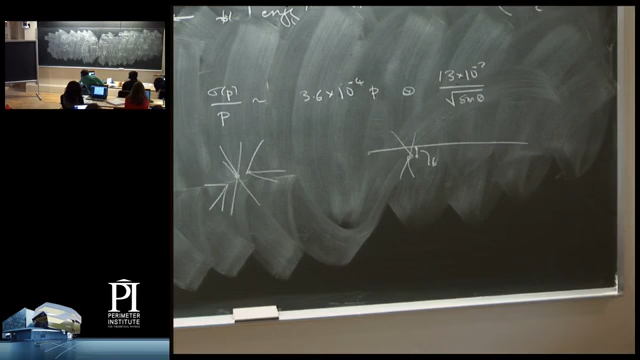 σ(p)/p ~ 3.6×10⁻⁴ p ⊕ 13×10⁻³/√sinθ
PI
PERIMETER
INSTITUTE
FOR THEORETICAL PHYSICS